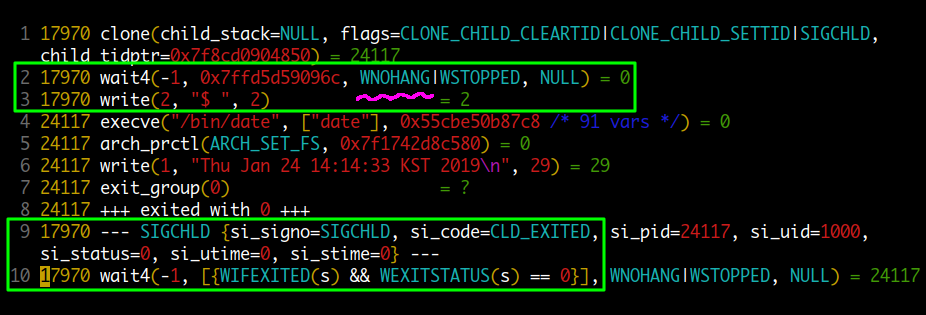 1 17970 clone(child_stack=NULL, flags=CLONE_CHILD_CLEARTID|CLONE_CHILD_SETTID|SIGCHLD,
child_tidptr=0x7f8cd0904850) = 24117
2 17970 wait4(-1, 0x7ffd5d59096c, WNOHANG|WSTOPPED, NULL) = 0
3 17970 write(2, "$ ", 2) = 2
4 24117 execve("/bin/date", ["date"], 0x55cbe50b87c8 /* 91 vars */) = 0
5 24117 arch_prctl(ARCH_SET_FS, 0x7f1742d8c580) = 0
6 24117 write(1, "Thu Jan 24 14:14:33 KST 2019\n", 29) = 29
7 24117 exit_group(0) = ?
8 24117 +++ exited with 0 +++
9 17970 --- SIGCHLD {si_signo=SIGCHLD, si_code=CLD_EXITED, si_pid=24117, si_uid=1000,
si_status=0, si_utime=0, si_stime=0} ---
10 17970 wait4(-1, [{WIFEXITED(s) && WEXITSTATUS(s) == 0}], WNOHANG|WSTOPPED, NULL) = 24117